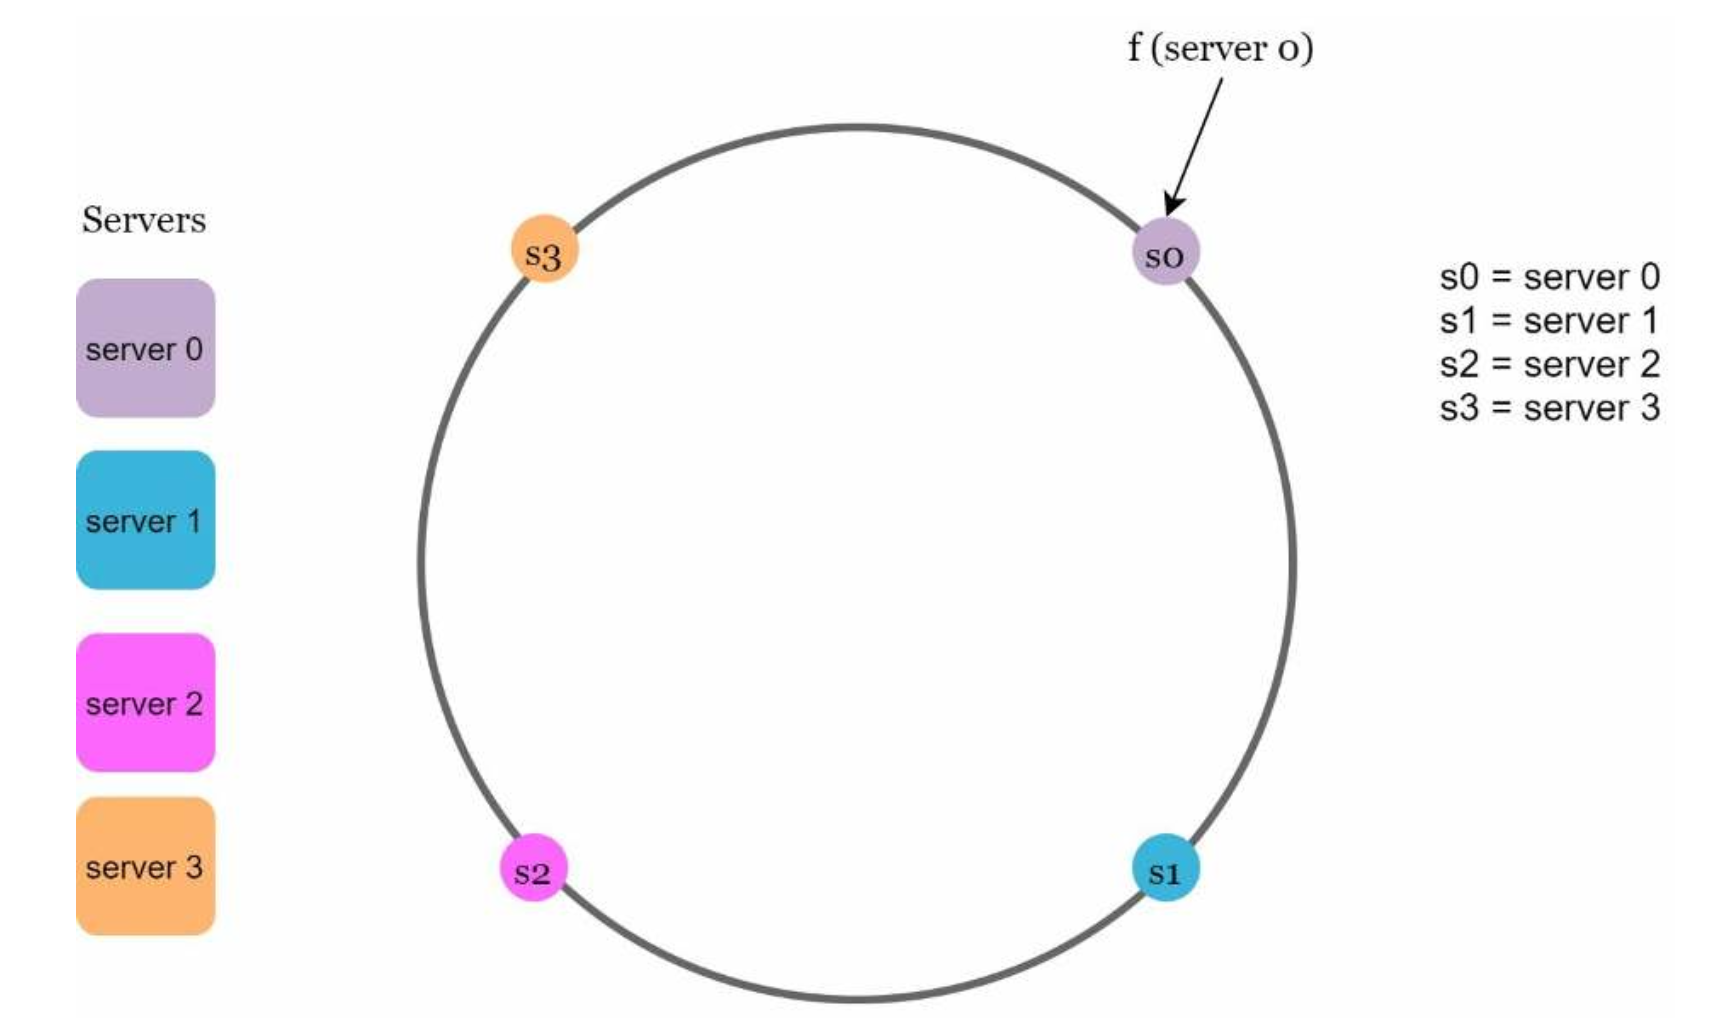 f (server 0)
Servers
s3
s0
s0 = server 0
s1 = server 1
s2 = server 2
s3 = server 3
server 0
server 1
server 2
server 3
s2
s1